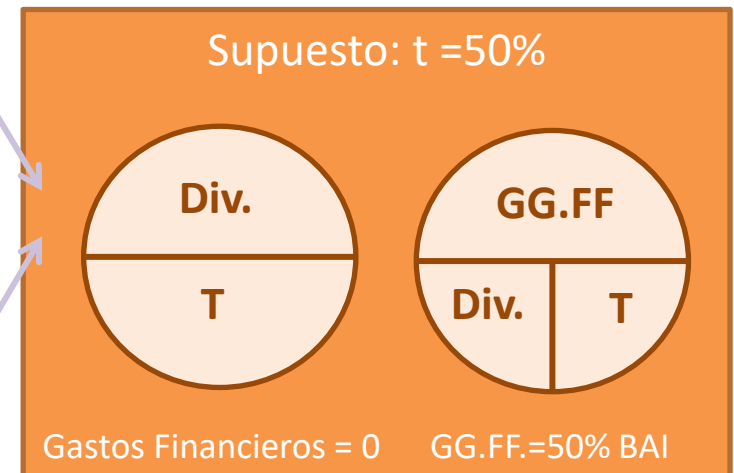 Supuesto: t =50%
Div.
T
GG.FF
Div.
T
Gastos Financieros = 0
GG.FF.=50% BAI